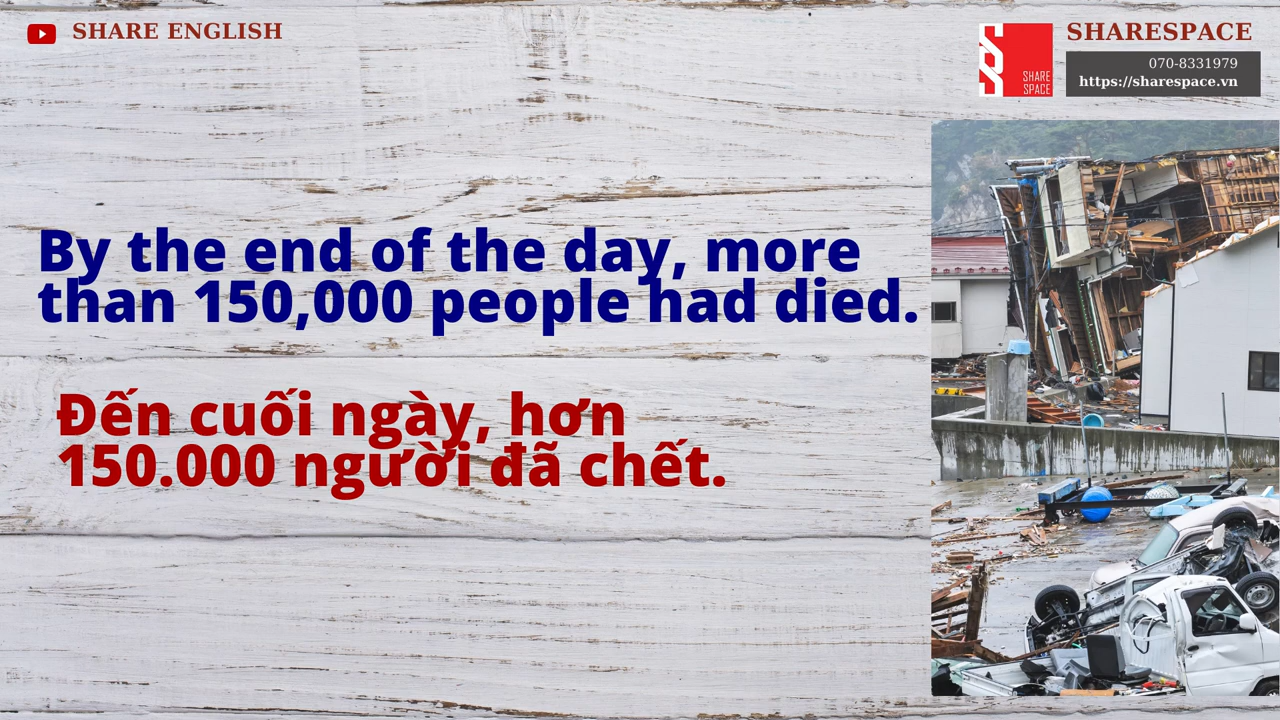 SHARE ENGLISH
SHARESPACE
070-8331979
https://sharespace.vn
SHARE
SPACE
By the end of the day, more
than 150,000 people had died.
Đến cuối ngày, hơn
150.000 người đã chết.